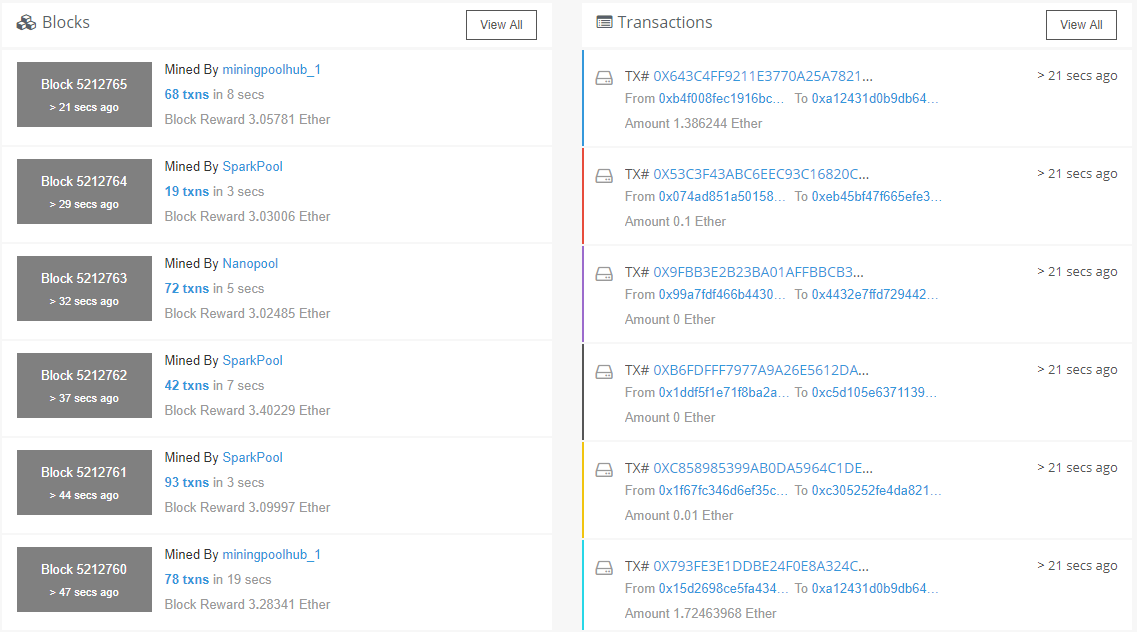 Blocks
View All
Block 5212765
> 21 secs ago
Mined By miningpoolhub_1
68 txns in 8 secs
Block Reward 3.05781 Ether
Block 5212764
> 29 secs ago
Mined By SparkPool
19 txns in 3 secs
Block Reward 3.03006 Ether
Block 5212763
> 32 secs ago
Mined By Nanopool
72 txns in 5 secs
Block Reward 3.02485 Ether
Block 5212762
> 37 secs ago
Mined By SparkPool
42 txns in 7 secs
Block Reward 3.40229 Ether
Block 5212761
> 44 secs ago
Mined By SparkPool
93 txns in 3 secs
Block Reward 3.09997 Ether
Block 5212760
> 47 secs ago
Mined By miningpoolhub_1
78 txns in 19 secs
Block Reward 3.28341 Ether
Transactions
View All
TX# 0X643C4FF9211E3770A25A7821... > 21 secs ago
From 0xb4f008fec1916bc... To 0xa12431d0b9db64...
Amount 1.386244 Ether
TX# 0X53C3F43ABC6EEC93C16820C... > 21 secs ago
From 0x074ad851a50158... To 0xeb45bf47f665efe3...
Amount 0.1 Ether
TX# 0X9FBB3E2B23BA01AFFBBCB3... > 21 secs ago
From 0x99a7fdf466b4430... To 0x4432e7ffd729442...
Amount 0 Ether
TX# 0XB6FDFFF7977A9A26E5612DA... > 21 secs ago
From 0x1ddf5f1e71f8ba2a... To 0xc5d105e6371139...
Amount 0 Ether
TX# 0XC858985399AB0DA5964C1DE... > 21 secs ago
From 0x1f67fc346d6ef35c... To 0xc305252fe4da821...
Amount 0.01 Ether
TX# 0X793FE3E1DDBE24F0E8A324C... > 21 secs ago
From 0x15d2698ce5fa434... To 0xa12431d0b9db64...
Amount 1.72463968 Ether